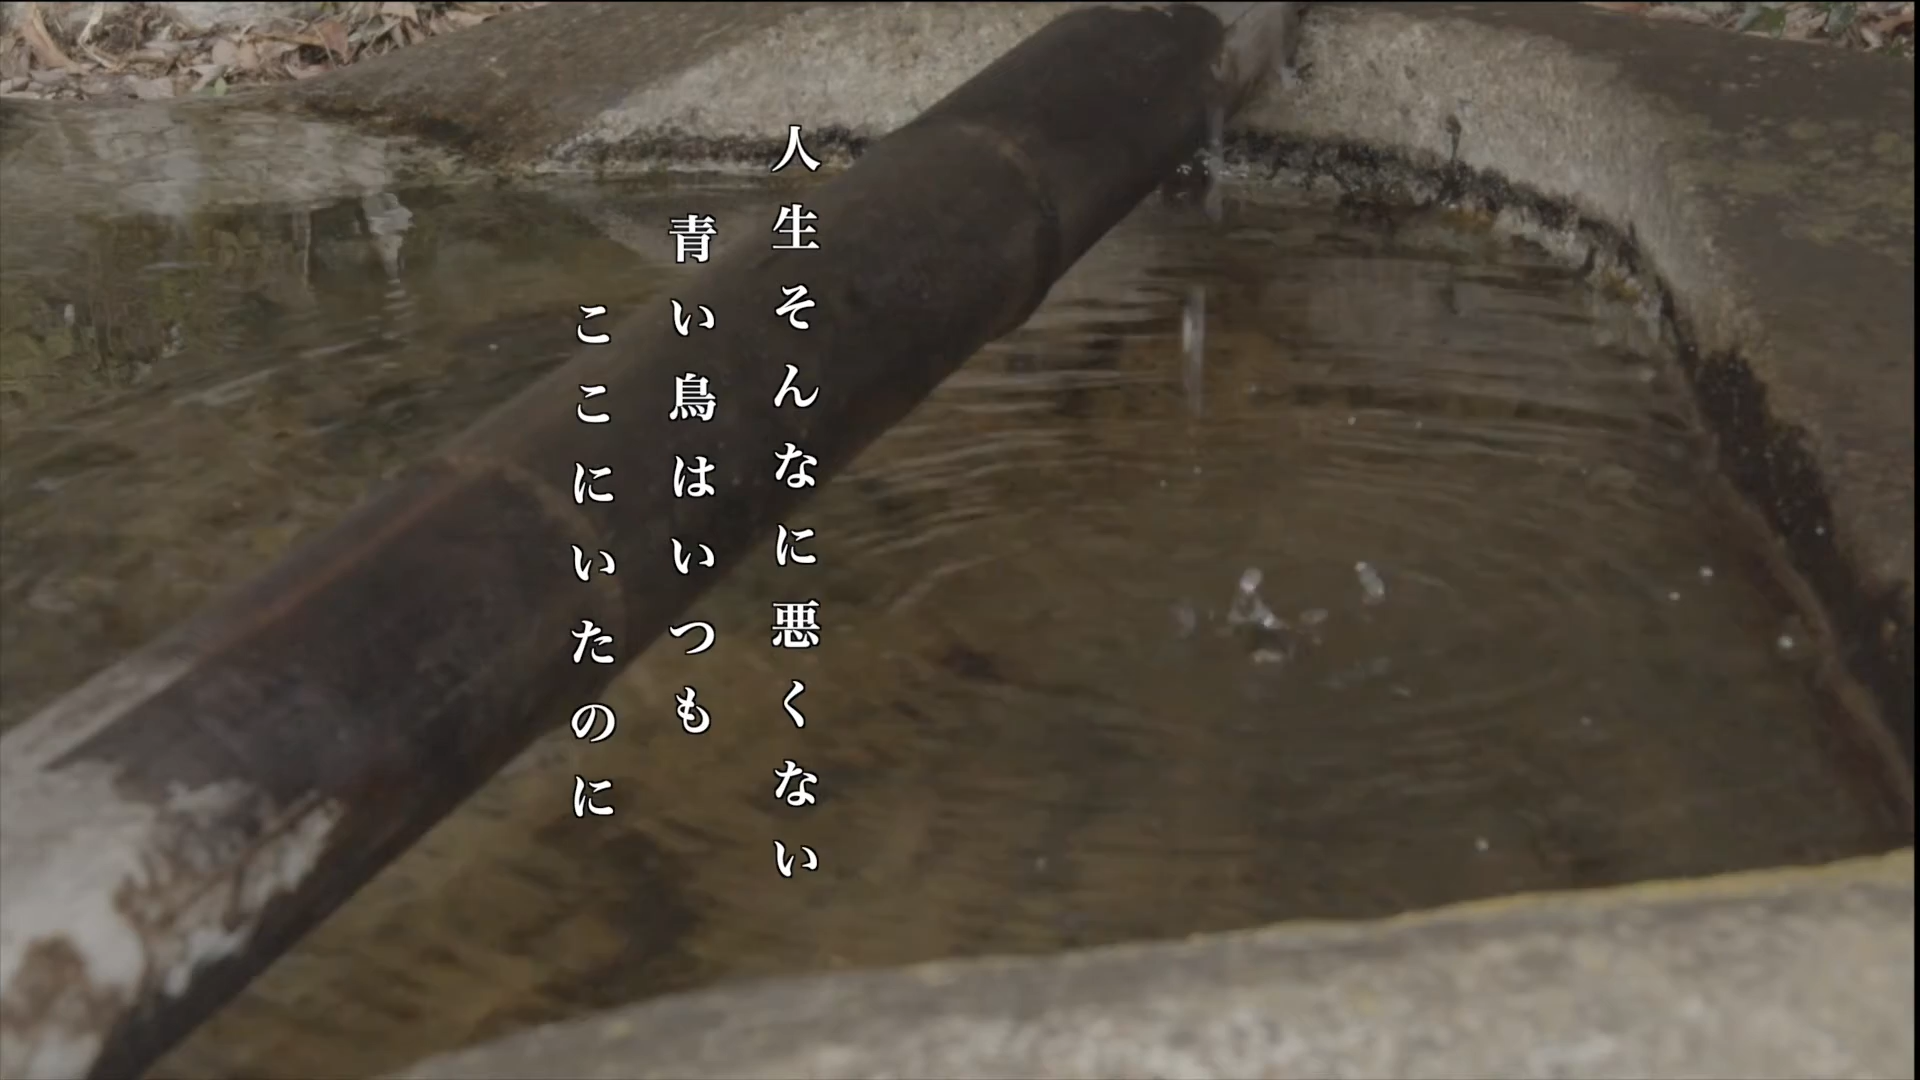 人生そんなに悪くない
青い鳥はいつも
ここにいたのに